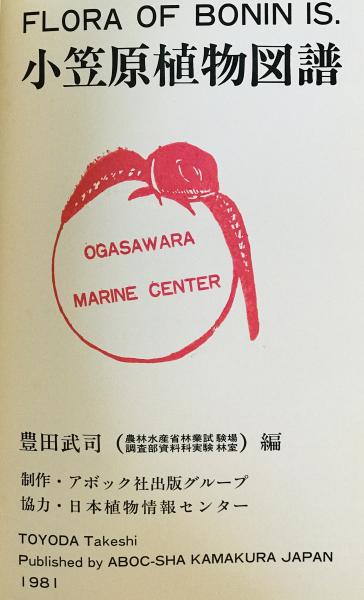 FLORA OF BONIN IS.
小笠原植物図譜
OGASAWARA
MARINE CENTER
豊田武司（農林水産省林業試験場
調査部資料科実験林室）編
制作・アボック社出版グループ
協力・日本植物情報センター
TOYODA Takeshi
Published by ABOC-SHA KAMAKURA JAPAN
1981